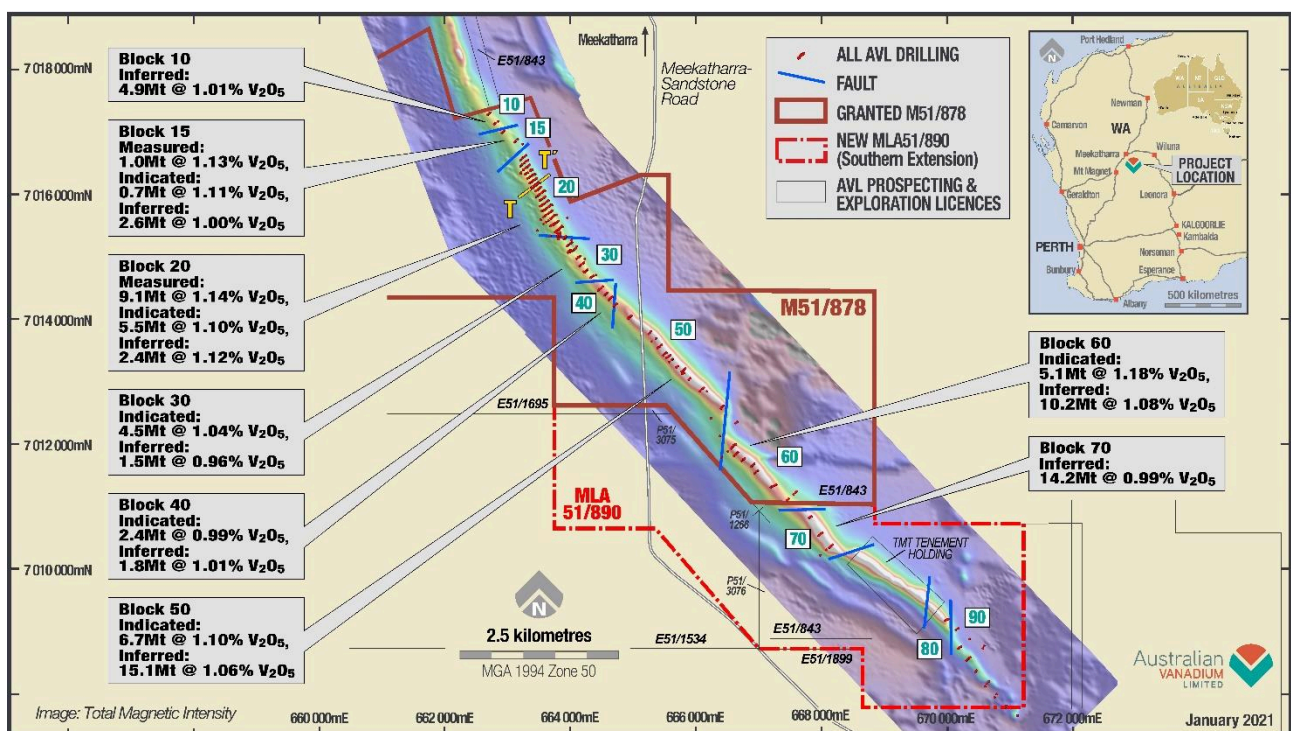 7 018 000mN
7 016 000mN
7 014 000mN
7 012 000mN
7 010 000mN
Block 10
Inferred:
4.9Mt @ 1.01% V₂O₅
Block 15
Measured:
1.0Mt @ 1.13% V₂O₅,
Indicated:
0.7Mt @ 1.11% V₂O₅,
Inferred:
2.6Mt @ 1.00% V₂O₅
Block 20
Measured:
9.1Mt @ 1.14% V₂O₅,
Indicated:
5.5Mt @ 1.10% V₂O₅,
Inferred:
2.4Mt @ 1.12% V₂O₅
Block 30
Indicated:
4.5Mt @ 1.04% V₂O₅,
Inferred:
1.5Mt @ 0.96% V₂O₅
Block 40
Indicated:
2.4Mt @ 0.99% V₂O₅,
Inferred:
1.8Mt @ 1.01% V₂O₅
Block 50
Indicated:
6.7Mt @ 1.10% V₂O₅,
Inferred:
15.1Mt @ 1.06% V₂O₅
E51/843
Meekatharra
Meekatharra-
Sandstone
Road
10
15
T'
T
20
30
40
50
60
70
80
90
ALL AVL DRILLING
FAULT
GRANTED M51/878
NEW MLA51/890
(Southern Extension)
AVL PROSPECTING &
EXPLORATION LICENCES
Port Hedland
Newman
Carnarvon
WA
Meekatharra
Wiluna
Mt Magnet
PROJECT
LOCATION
Geraldton
Leonora
KALGOORLIE
Kambalda
PERTH
Norseman
Bunbury
Esperance
Albany
500 kilometres
WA
NT
QLD
SA
NSW
AUSTRALIA
M51/878
Block 60
Indicated:
5.1Mt @ 1.18% V₂O₅,
Inferred:
10.2Mt @ 1.08% V₂O₅
Block 70
Inferred:
14.2Mt @ 0.99% V₂O₅
E51/1695
P51/
3075
E51/843
MLA
51/890
P51/
1266
TMT TENEMENT
HOLDING
P51/
3076
N
2.5 kilometres
MGA 1994 Zone 50
E51/1534
E51/843
E51/1899
Australian
VANADIUM
LIMITED
Image: Total Magnetic Intensity
660 000mE
662 000mE
664 000mE
666 000mE
668 000mE
670 000mE
672 000mE
January 2021